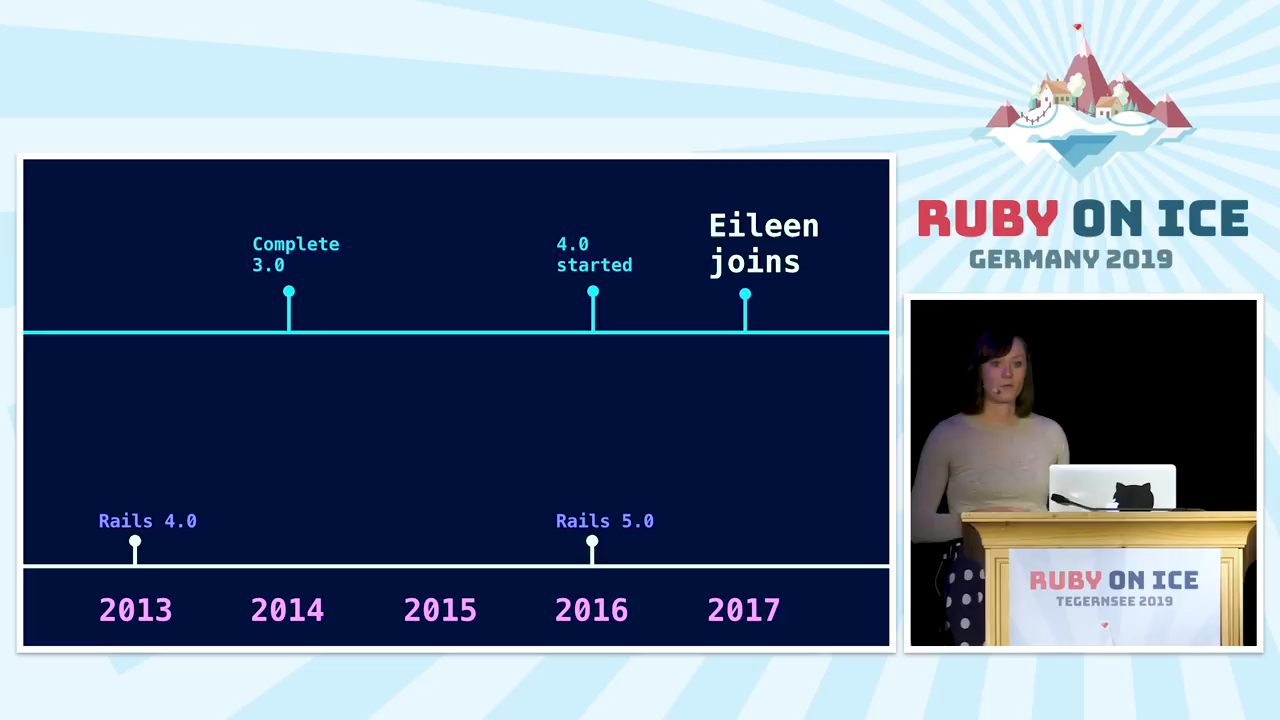 RUBY ON ICE
GERMANY 2019
Complete
3.0
4.0
started
Eileen
joins
Rails 4.0
Rails 5.0
2013 2014 2015 2016 2017
RUBY ON ICE
TEGERNSEE 2019